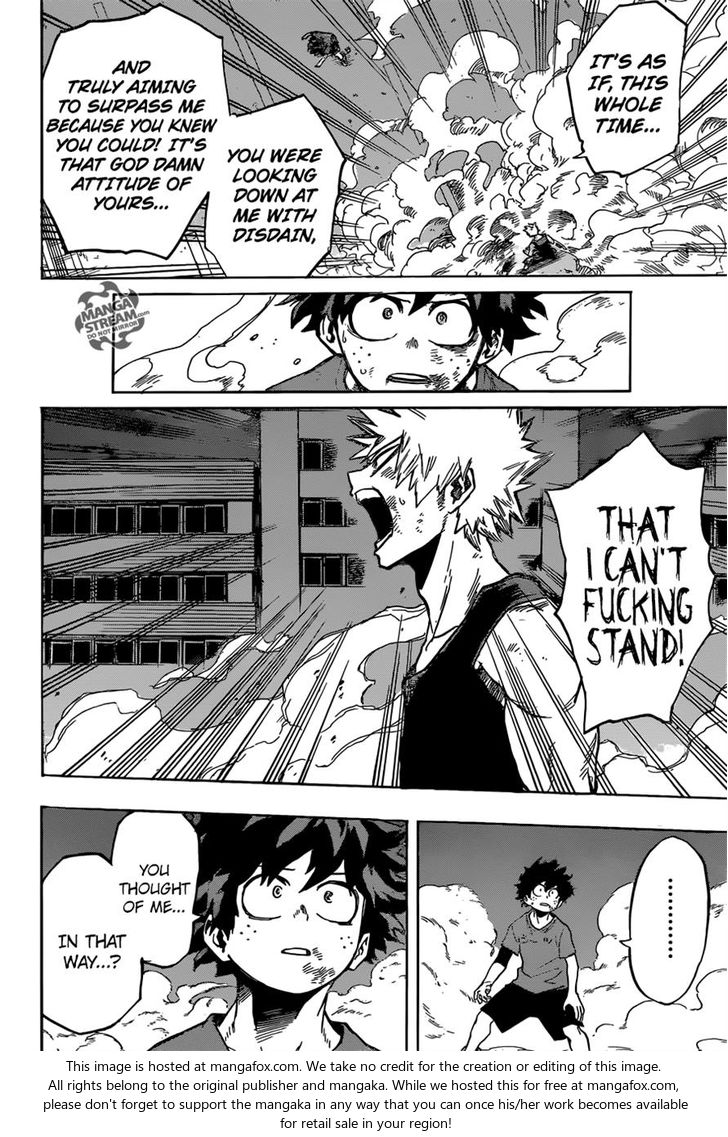 IT'S AS
IF, THIS
WHOLE
TIME...
YOU WERE
LOOKING
DOWN AT
ME WITH
DISDAIN,
AND
TRULY AIMING
TO SURPASS ME
BECAUSE YOU KNEW
YOU COULD! IT'S
THAT GOD DAMN
ATTITUDE OF
YOURS...
MANGA
STREAM.com
DO NOT MIRROR
THAT
I CAN'T
FUCKING
STAND!
..........
YOU
THOUGHT
OF ME...
IN THAT
WAY...?
This image is hosted at mangafox.com. We take no credit for the creation or editing of this image.
All rights belong to the original publisher and mangaka. While we hosted this for free at mangafox.com,
please don't forget to support the mangaka in any way that you can once his/her work becomes available
for retail sale in your region!